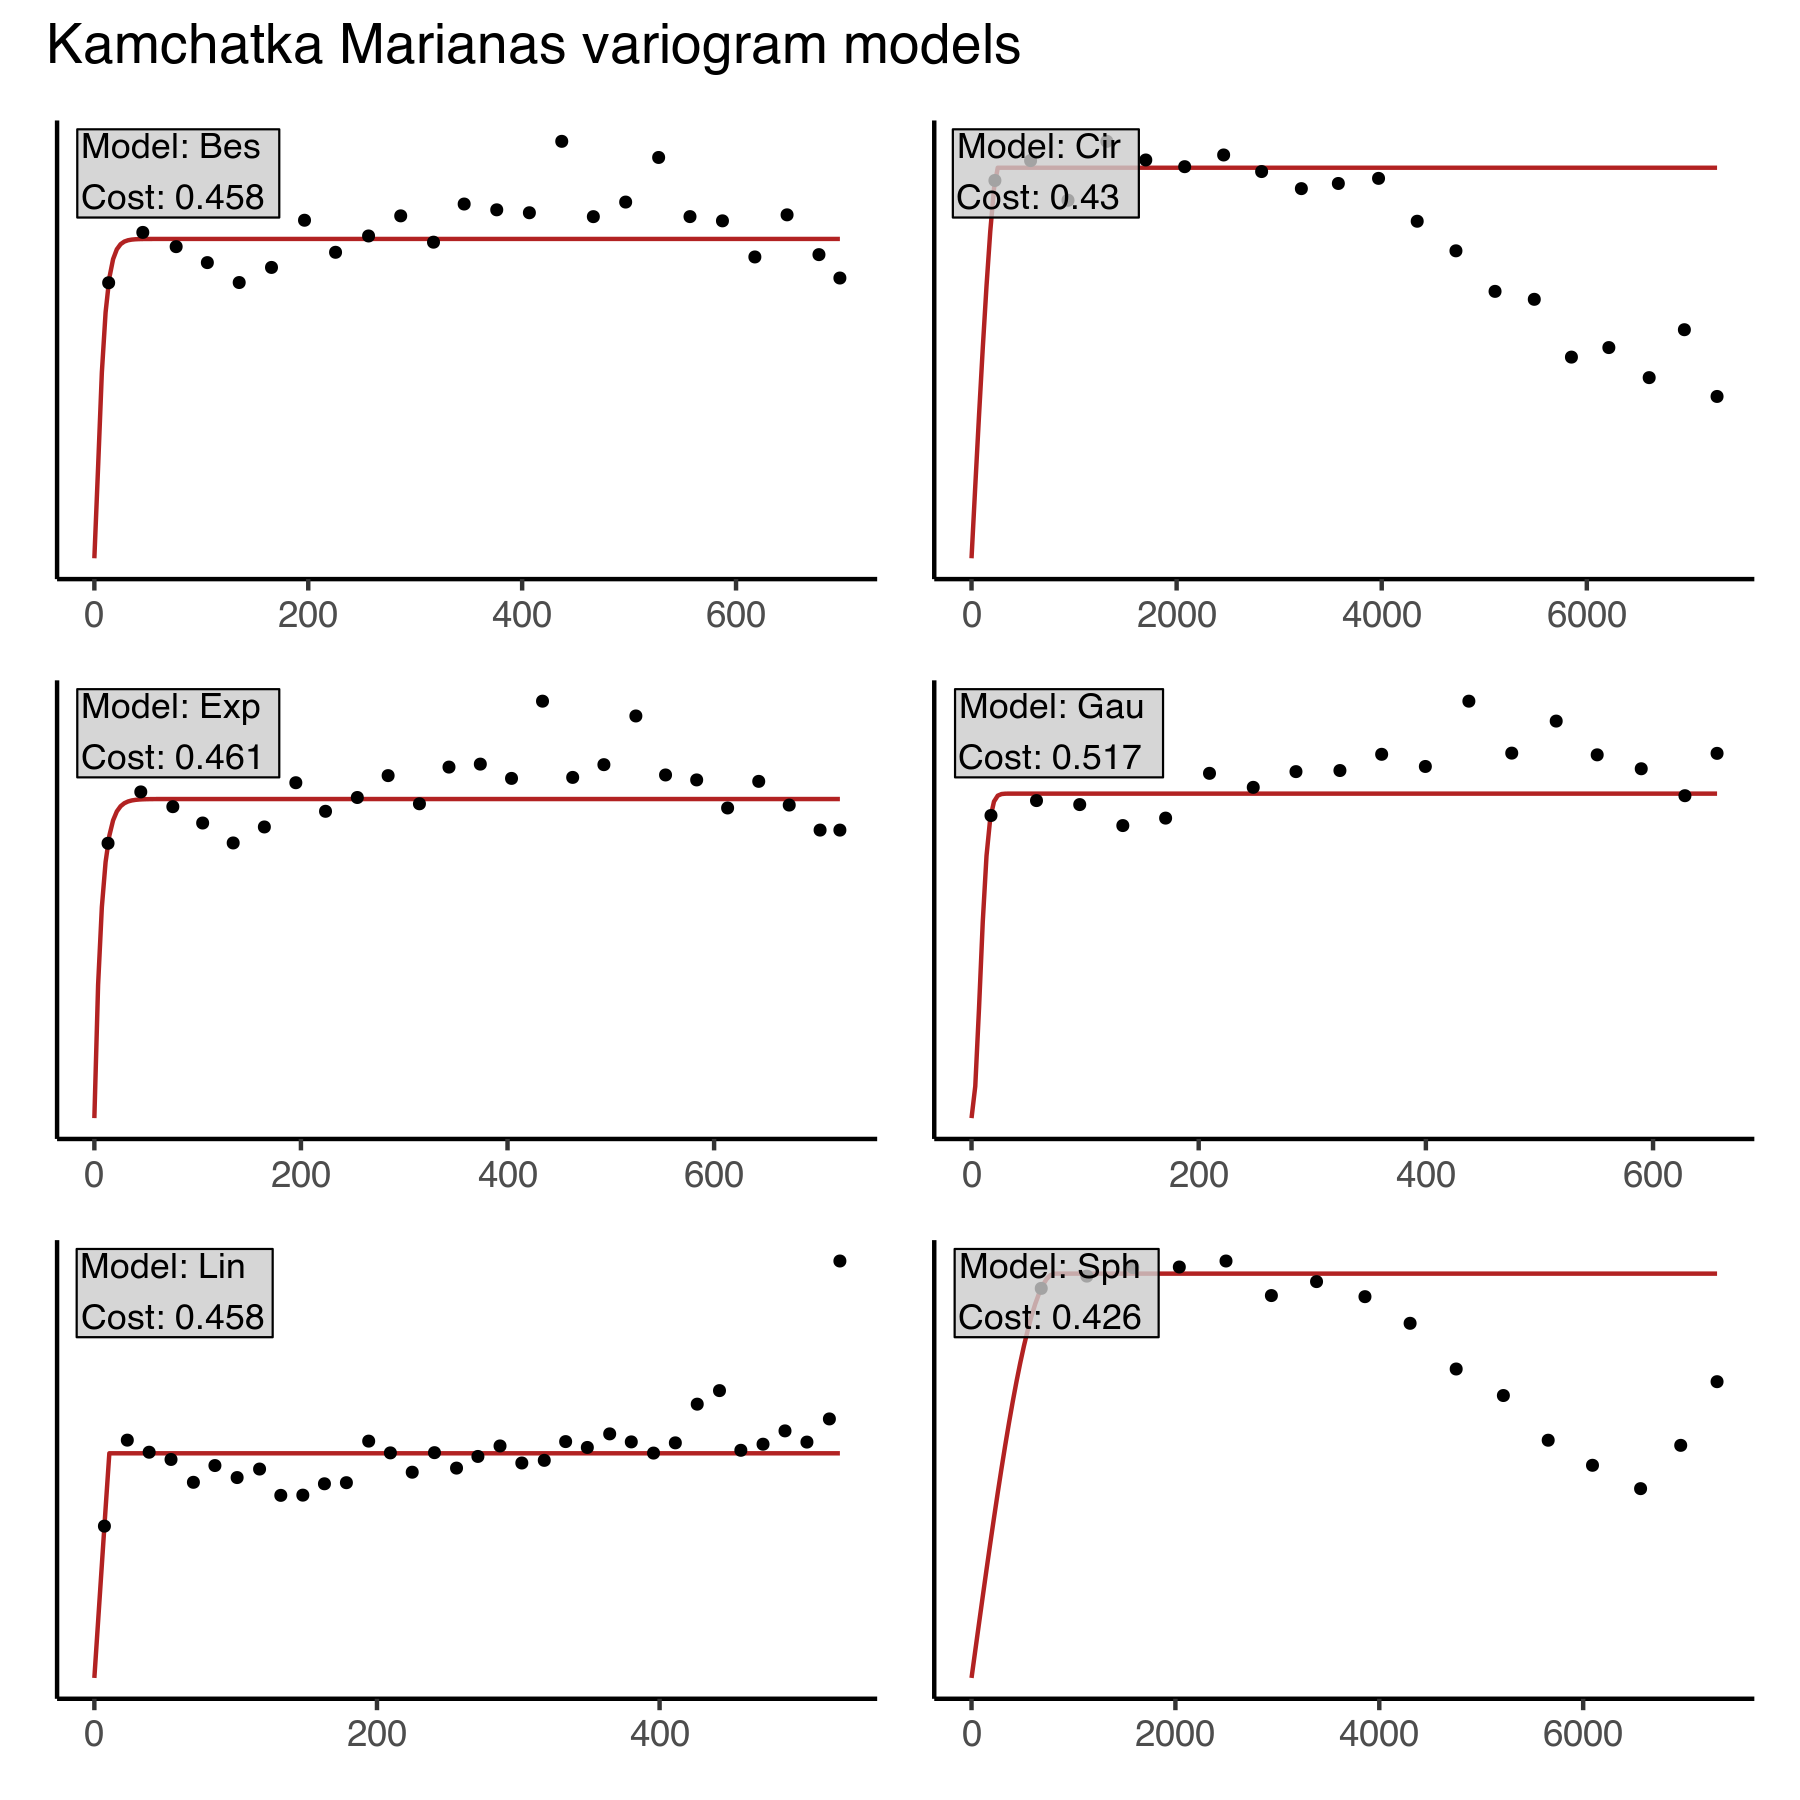 Kamchatka Marianas variogram models
Model: Bes
Cost: 0.458
0 200 400 600
Model: Cir
Cost: 0.43
0 2000 4000 6000
Model: Exp
Cost: 0.461
0 200 400 600
Model: Gau
Cost: 0.517
0 200 400 600
Model: Lin
Cost: 0.458
0 200 400
Model: Sph
Cost: 0.426
0 2000 4000 6000